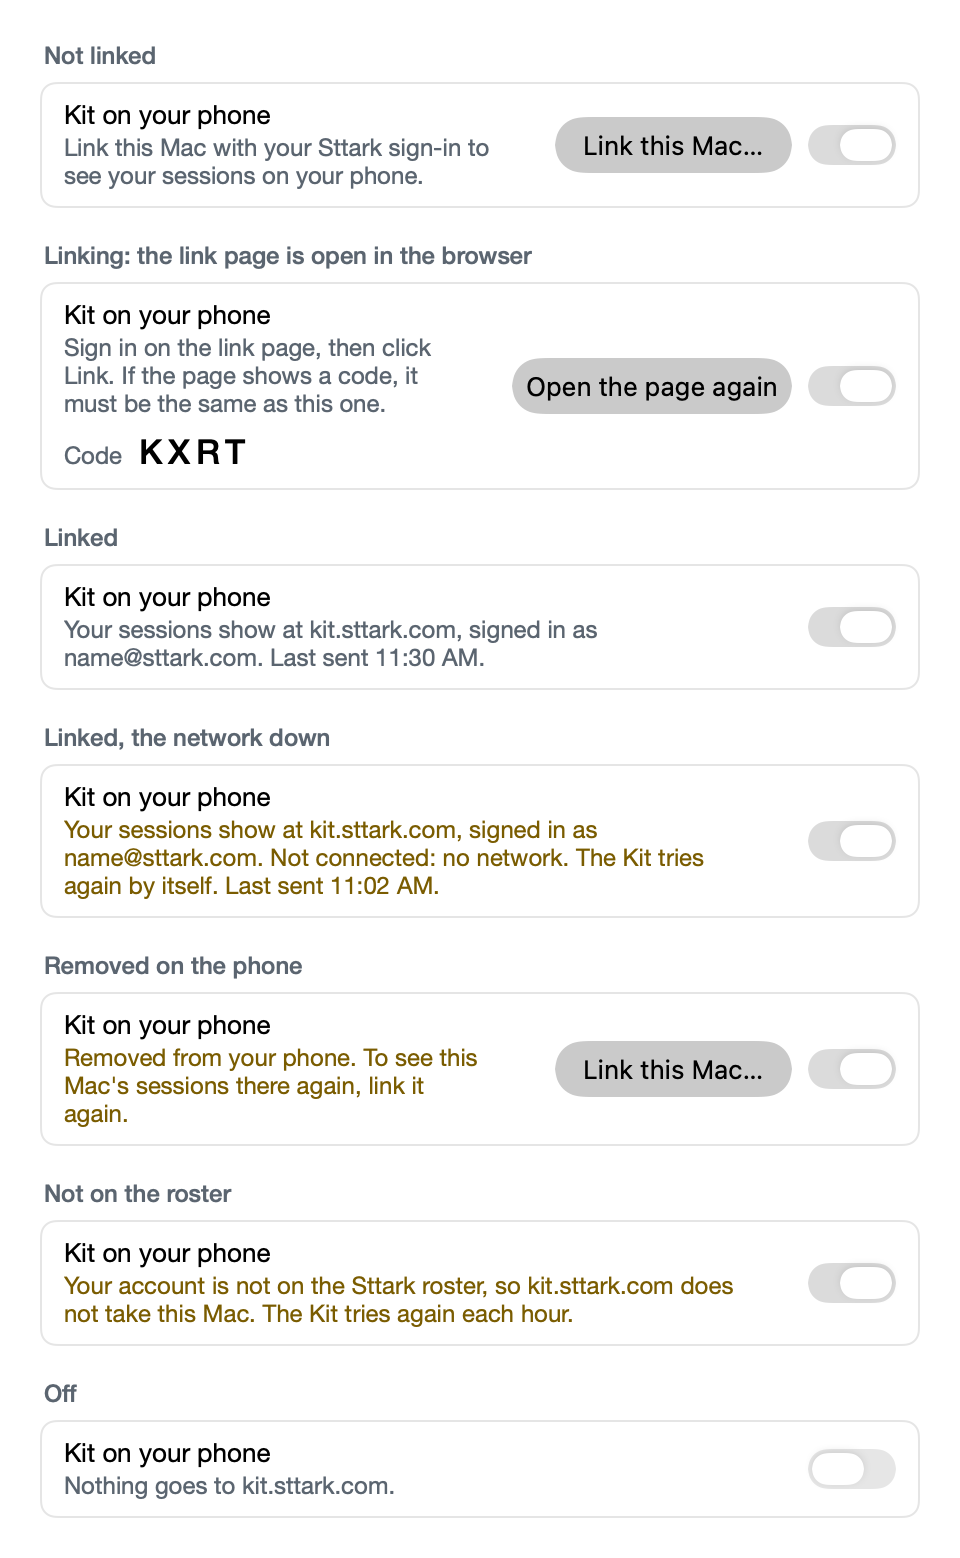 Not linked
Kit on your phone
Link this Mac with your Sttark sign-in to
see your sessions on your phone.
Link this Mac...
Linking: the link page is open in the browser
Kit on your phone
Sign in on the link page, then click
Link. If the page shows a code, it
must be the same as this one.
Open the page again
Code KXRT
Linked
Kit on your phone
Your sessions show at kit.sttark.com, signed in as
name@sttark.com. Last sent 11:30 AM.
Linked, the network down
Kit on your phone
Your sessions show at kit.sttark.com, signed in as
name@sttark.com. Not connected: no network. The Kit tries
again by itself. Last sent 11:02 AM.
Removed on the phone
Kit on your phone
Removed from your phone. To see this
Mac's sessions there again, link it
again.
Link this Mac...
Not on the roster
Kit on your phone
Your account is not on the Sttark roster, so kit.sttark.com does
not take this Mac. The Kit tries again each hour.
Off
Kit on your phone
Nothing goes to kit.sttark.com.